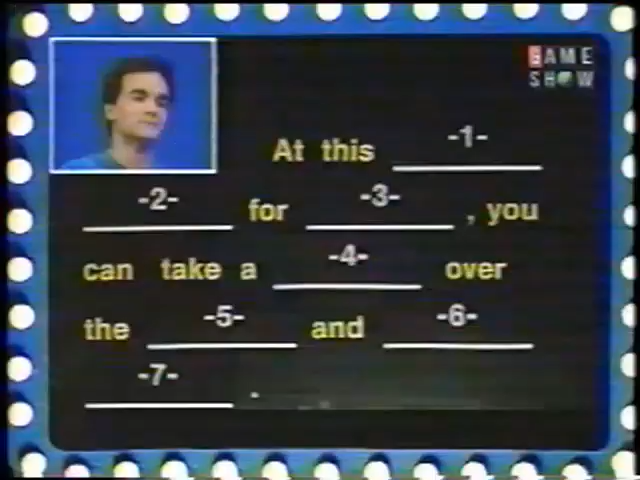 GAME
SHOW
At this -1-
-2- for -3- , you
can take a -4- over
the -5- and -6-
-7- .